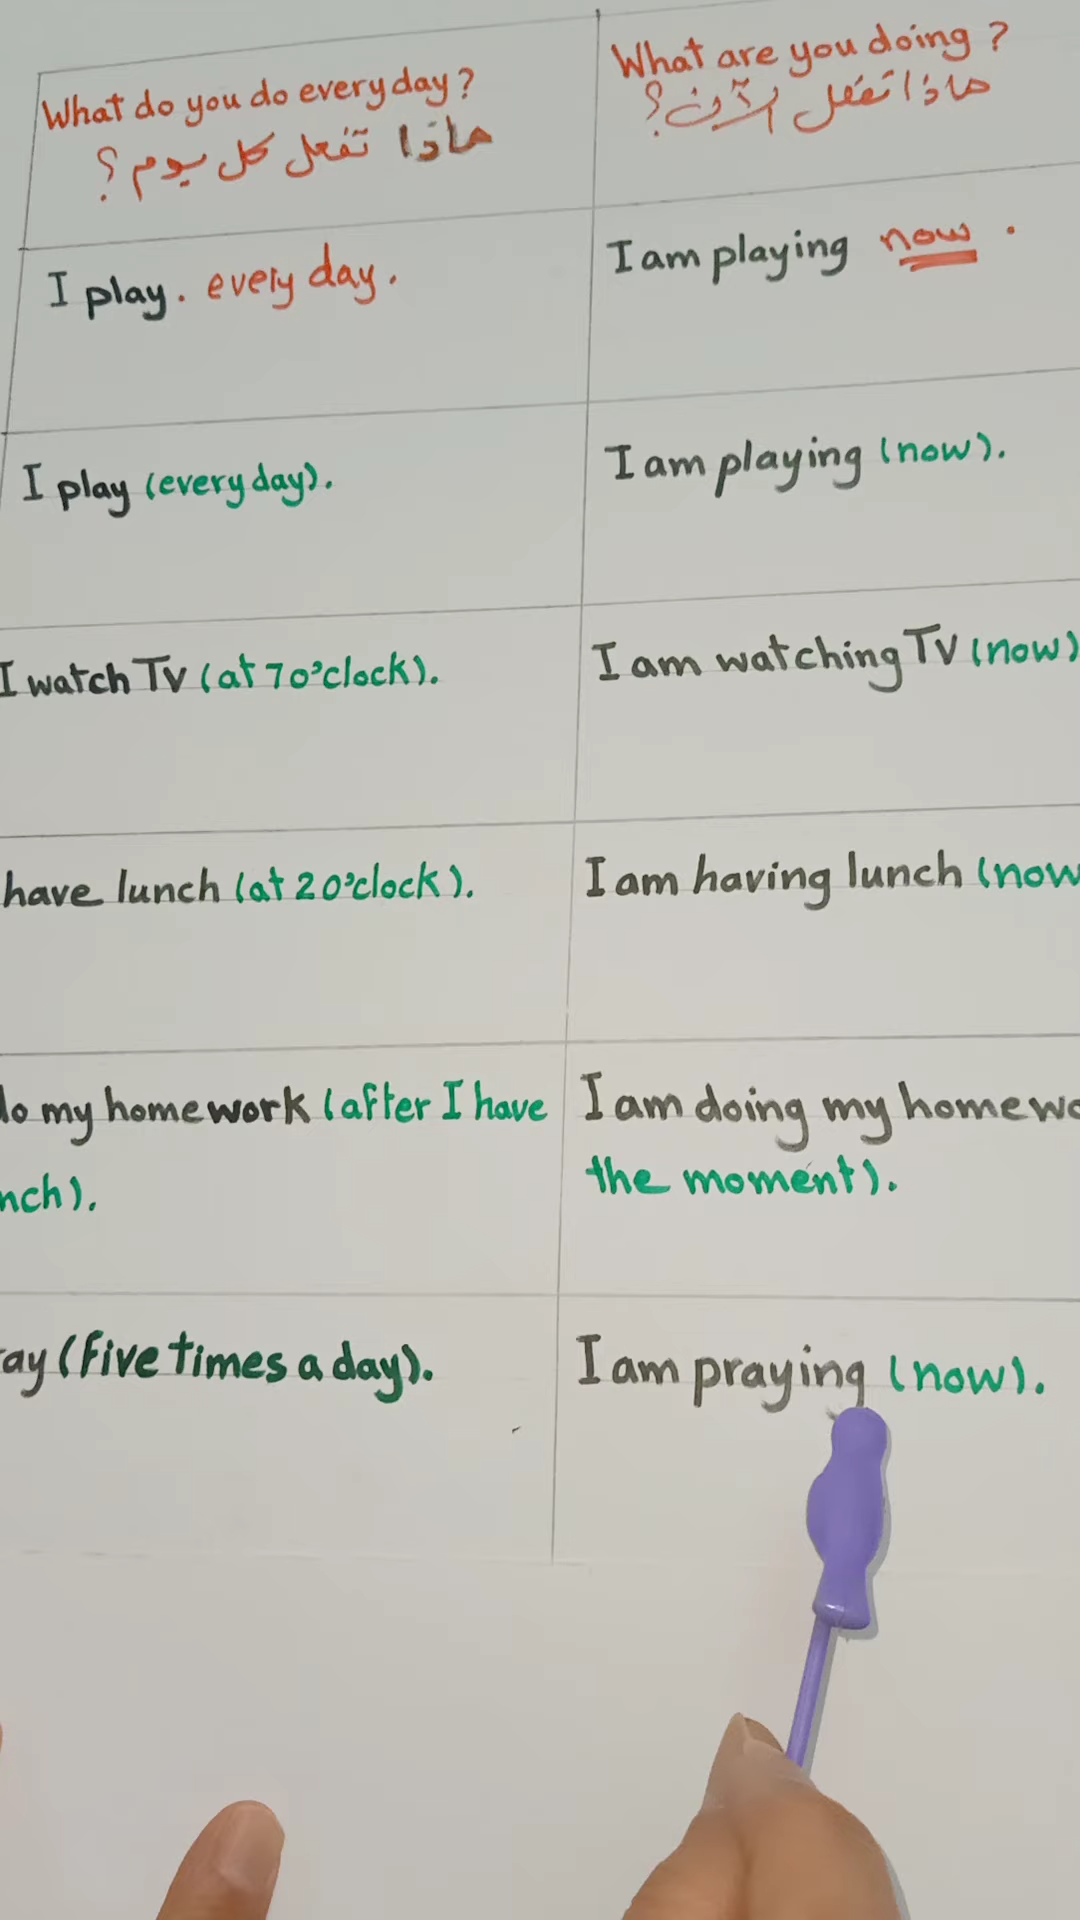 What do you do every day?
ماذا تفعل كل يوم؟
What are you doing?
ماذا تفعل الآن؟
I play. every day.
I am playing now.
I play (every day).
I am playing (now).
I watch TV (at 7 o'clock).
I am watching TV (now)
have lunch (at 2 o'clock).
I am having lunch (now
do my homework (after I have
nch).
I am doing my homewo
the moment).
ray (five times a day).
I am praying (now).